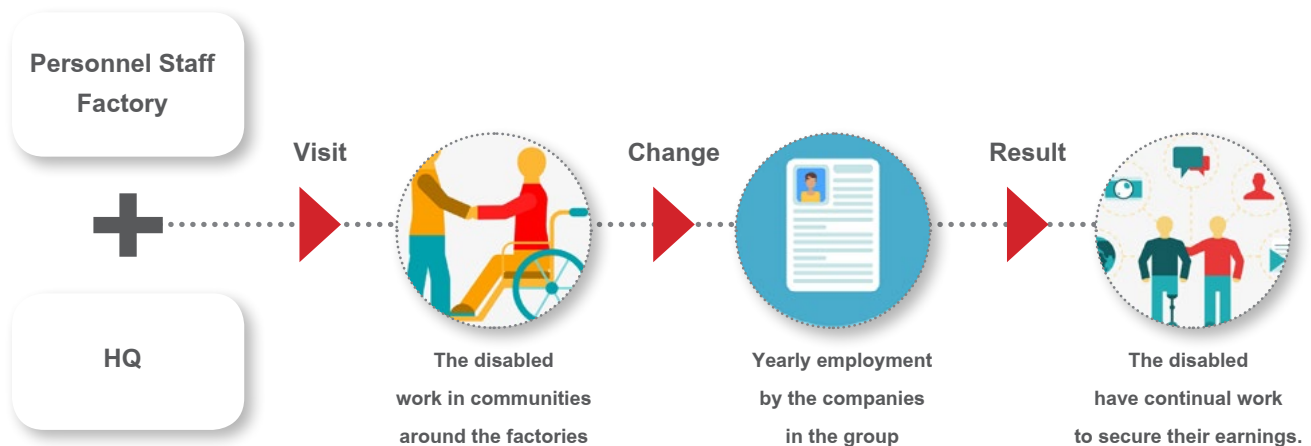 Personnel Staff
Factory
HQ
Visit
The disabled
work in communities
around the factories
Change
Yearly employment
by the companies
in the group
Result
The disabled
have continual work
to secure their earnings.